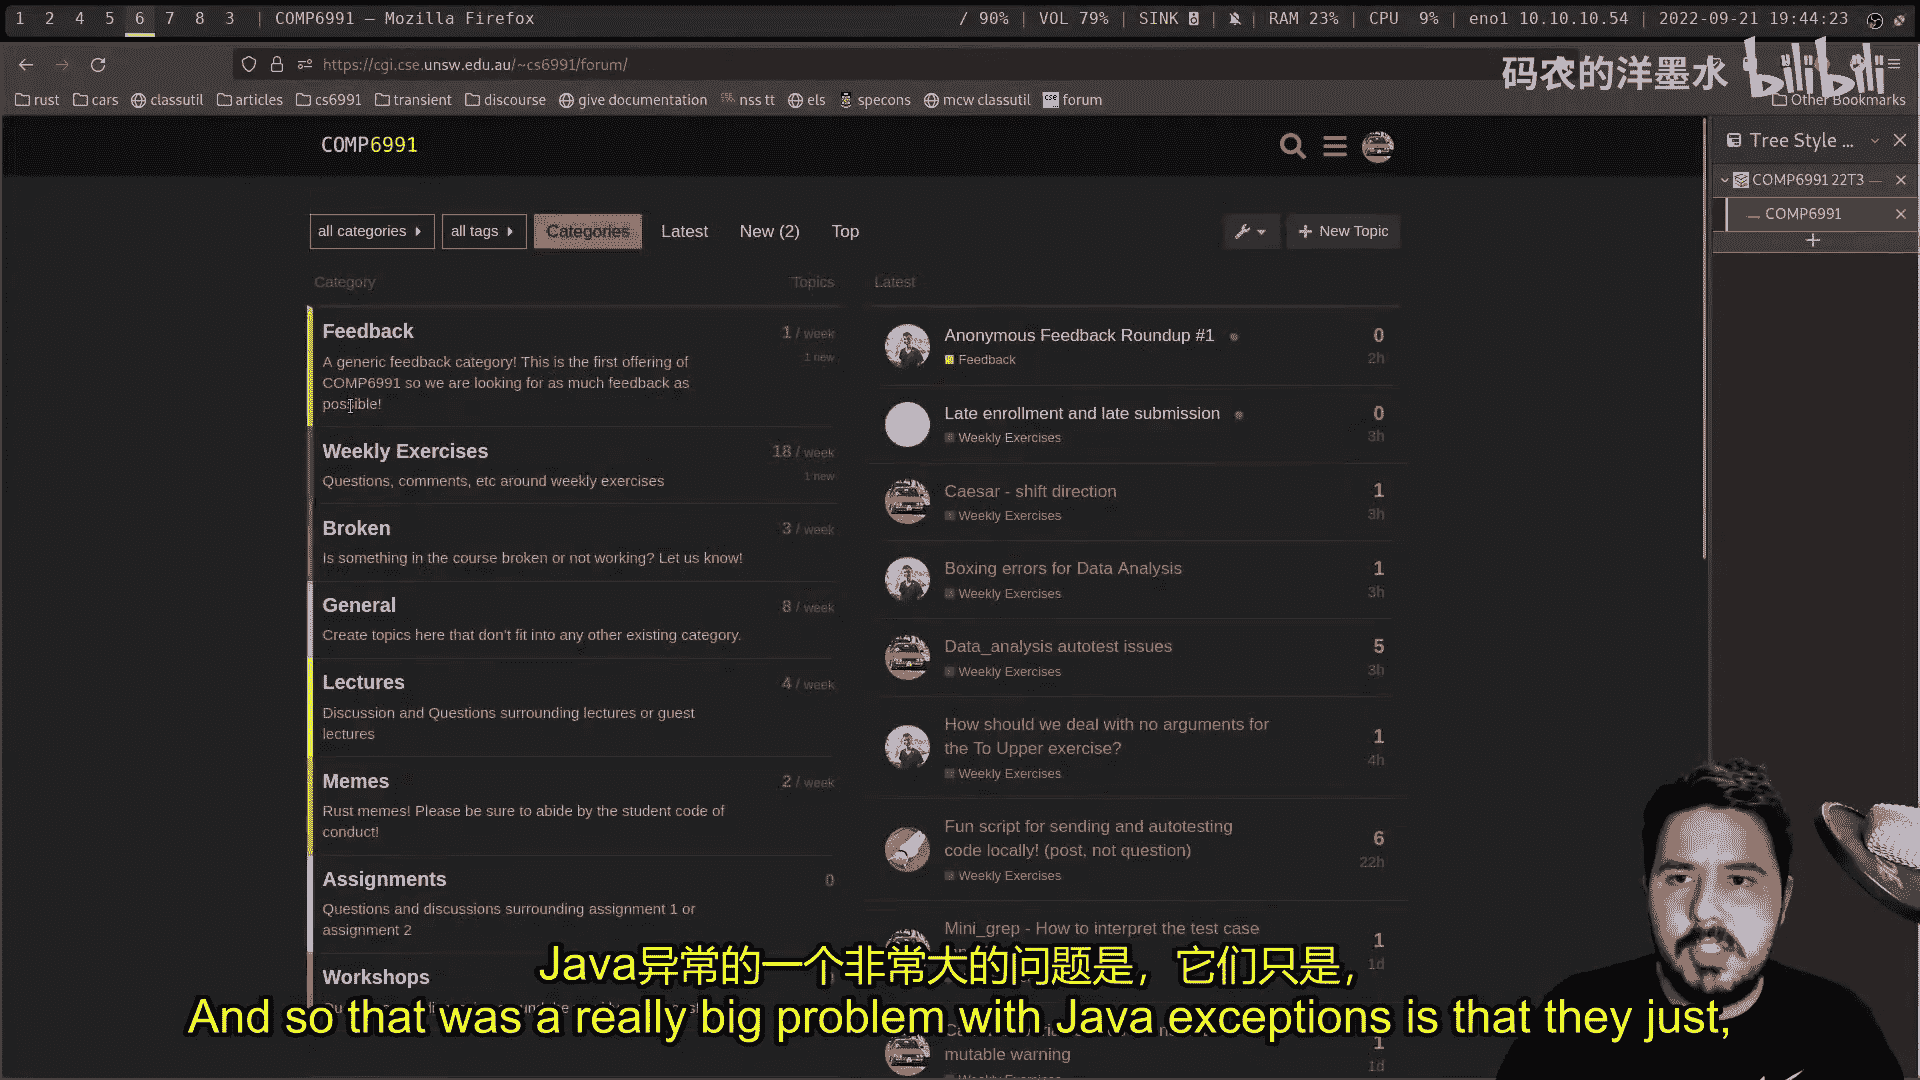 1 2 4 5 6 7 8 3 | COMP6991 — Mozilla Firefox
/ 90% | VOL 79% | SINK | | RAM 23% | CPU 9% | eno1 10.10.10.54 | 2022-09-21 19:44:23
https://cgi.cse.unsw.edu.au/~cs6991/forum/
码农的洋墨水 bilibili
rust cars classutil articles cs6991 transient discourse give documentation nss tt els specons mcw classutil forum
Other Bookmarks
COMP6991
Tree Style ...
COMP6991 22T3 —
COMP6991
all categories all tags Categories Latest New (2) Top
New Topic
Category Topics
Feedback 1 / week
1 new
A generic feedback category! This is the first offering of
COMP6991 so we are looking for as much feedback as
possible!
Weekly Exercises 18 / week
1 new
Questions, comments, etc around weekly exercises
Broken 3 / week
Is something in the course broken or not working? Let us know!
General 8 / week
Create topics here that don't fit into any other existing category.
Lectures 4 / week
Discussion and Questions surrounding lectures or guest
lectures
Memes 2 / week
Rust memes! Please be sure to abide by the student code of
conduct!
Assignments 0
Questions and discussions surrounding assignment 1 or
assignment 2
Workshops
Latest
Anonymous Feedback Roundup #1 0
Feedback 2h
Late enrollment and late submission 0
Weekly Exercises 3h
Caesar - shift direction 1
Weekly Exercises 3h
Boxing errors for Data Analysis 1
Weekly Exercises 3h
Data_analysis autotest issues 5
Weekly Exercises 3h
How should we deal with no arguments for
the To Upper exercise? 1
Weekly Exercises 4h
Fun script for sending and autotesting
code locally! (post, not question) 6
Weekly Exercises 22h
Mini_grep - How to interpret the test case
1
1d
mutable warning 1
1d
Java异常的一个非常大的问题是，它们只是，
And so that was a really big problem with Java exceptions is that they just,